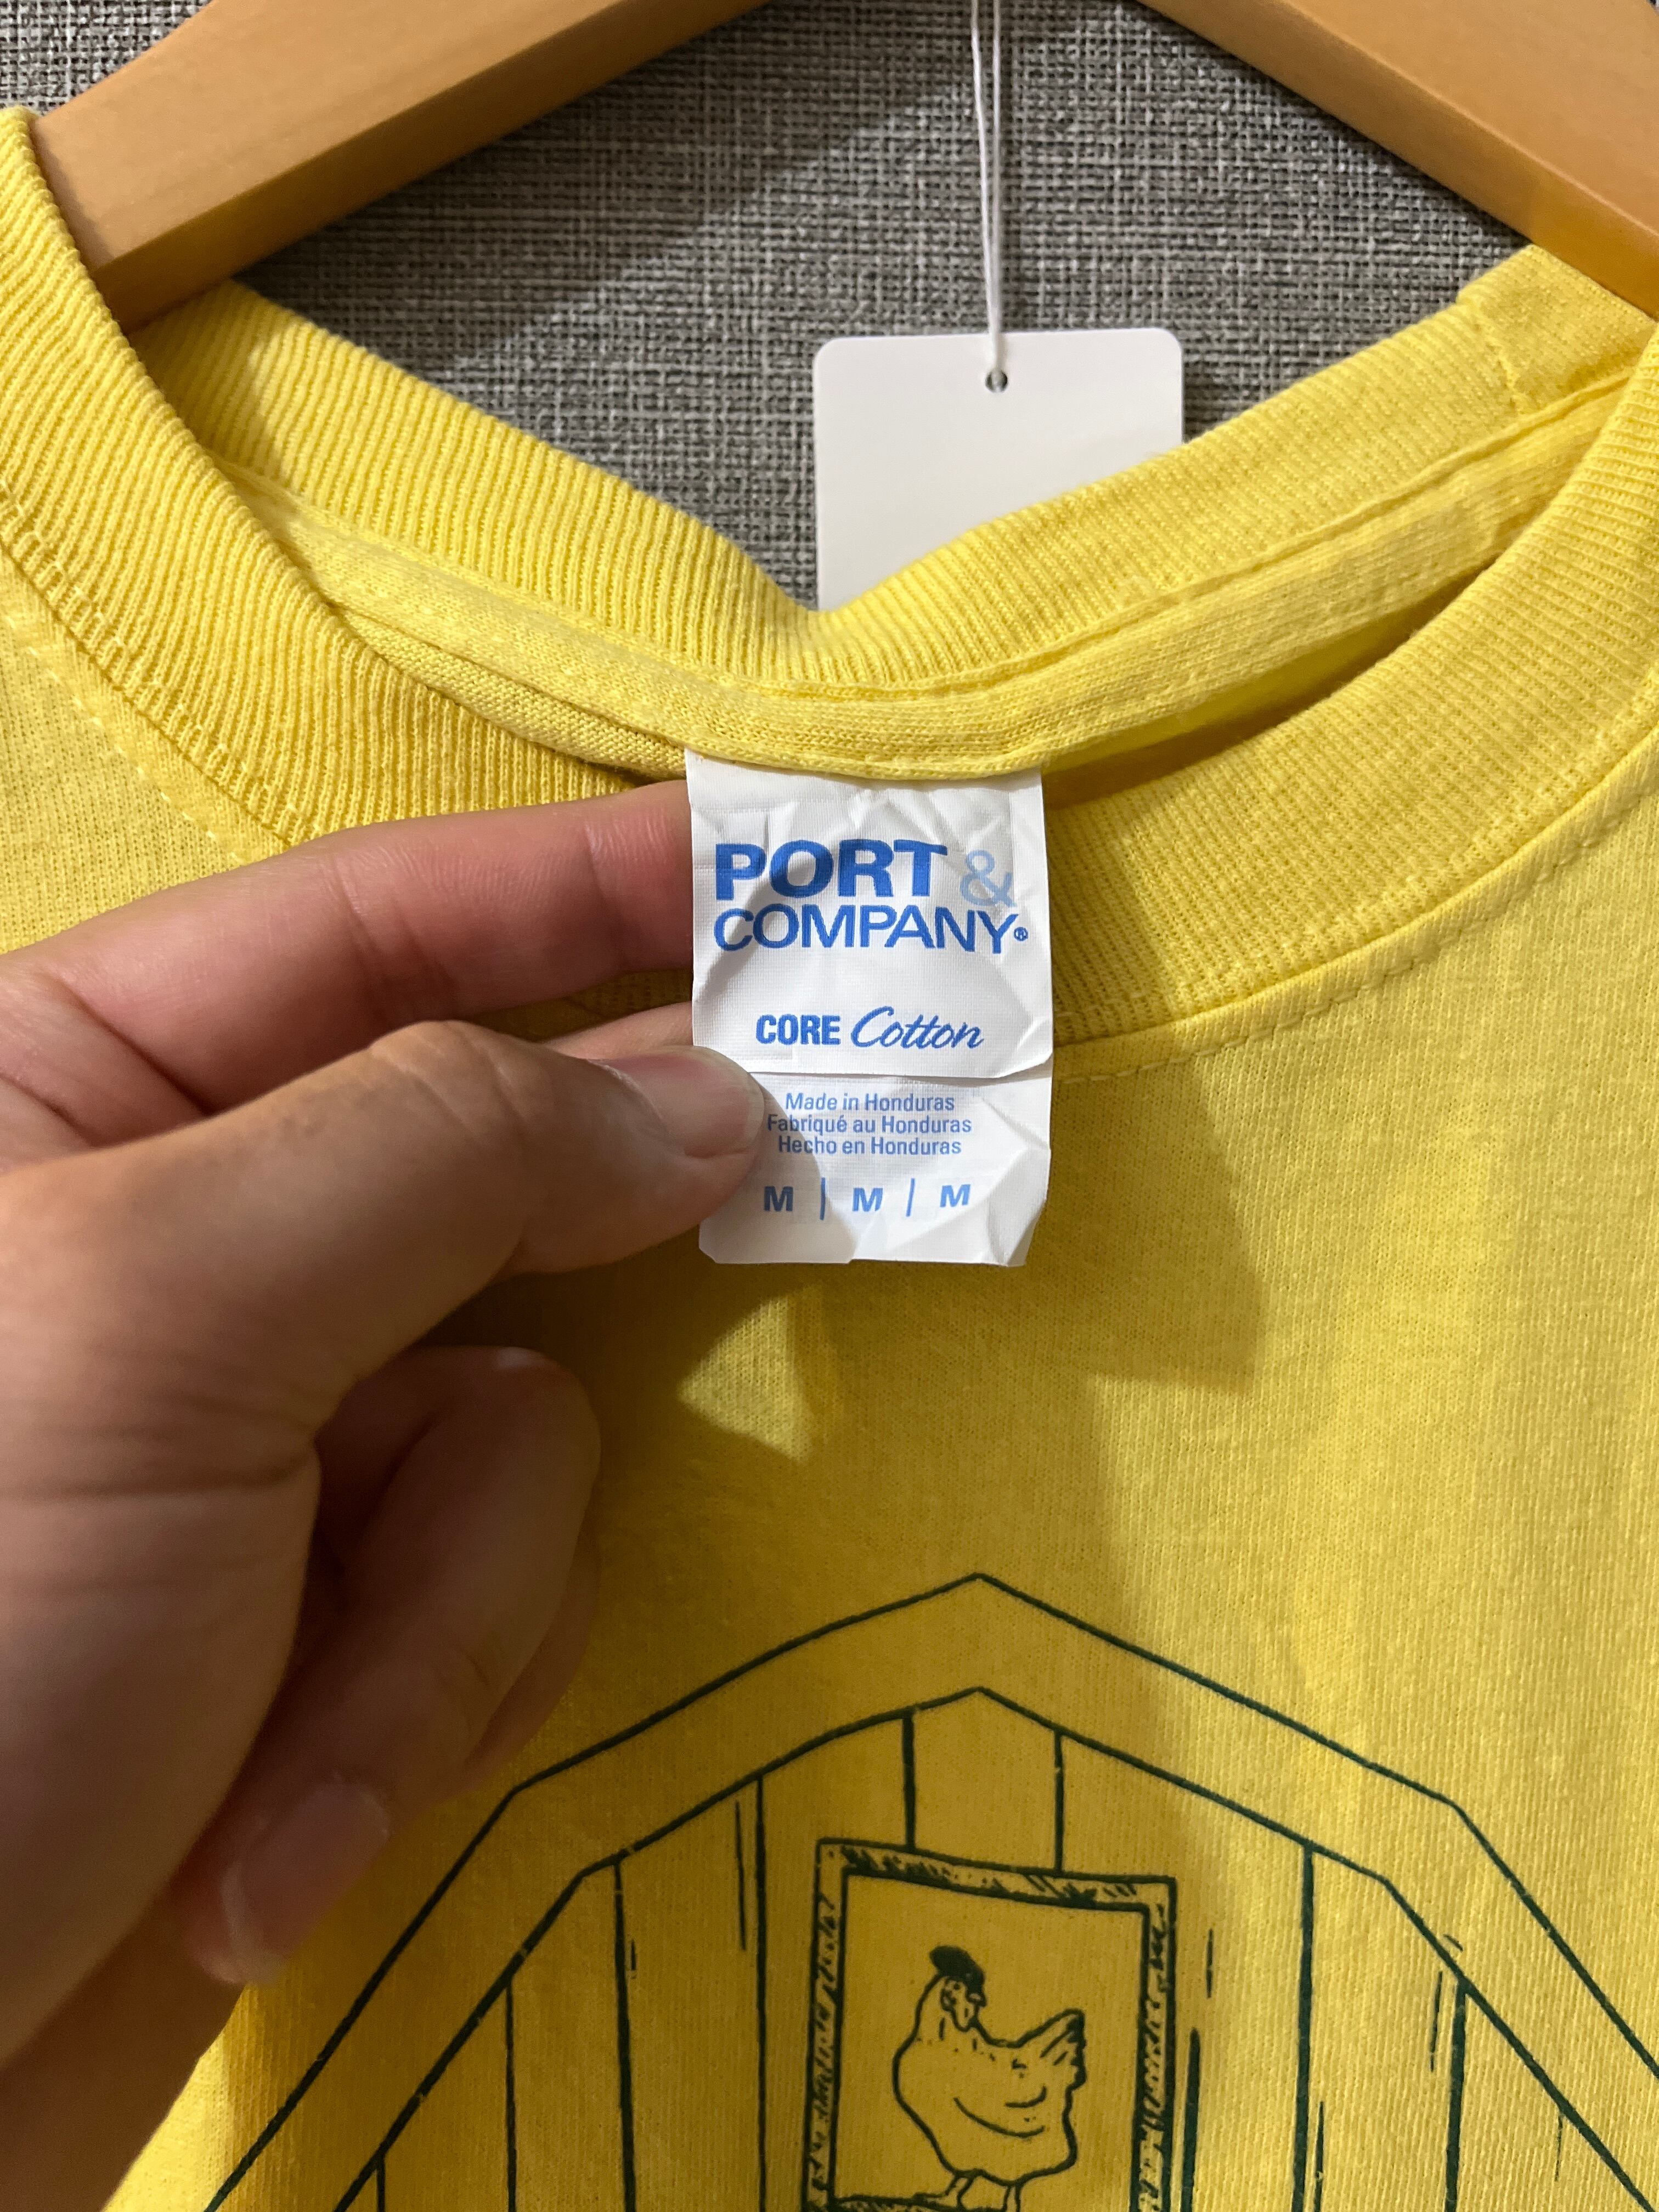 PORT &
COMPANY®
CORE Cotton
Made in Honduras
Fabriqué au Honduras
Hecho en Honduras
M | M | M